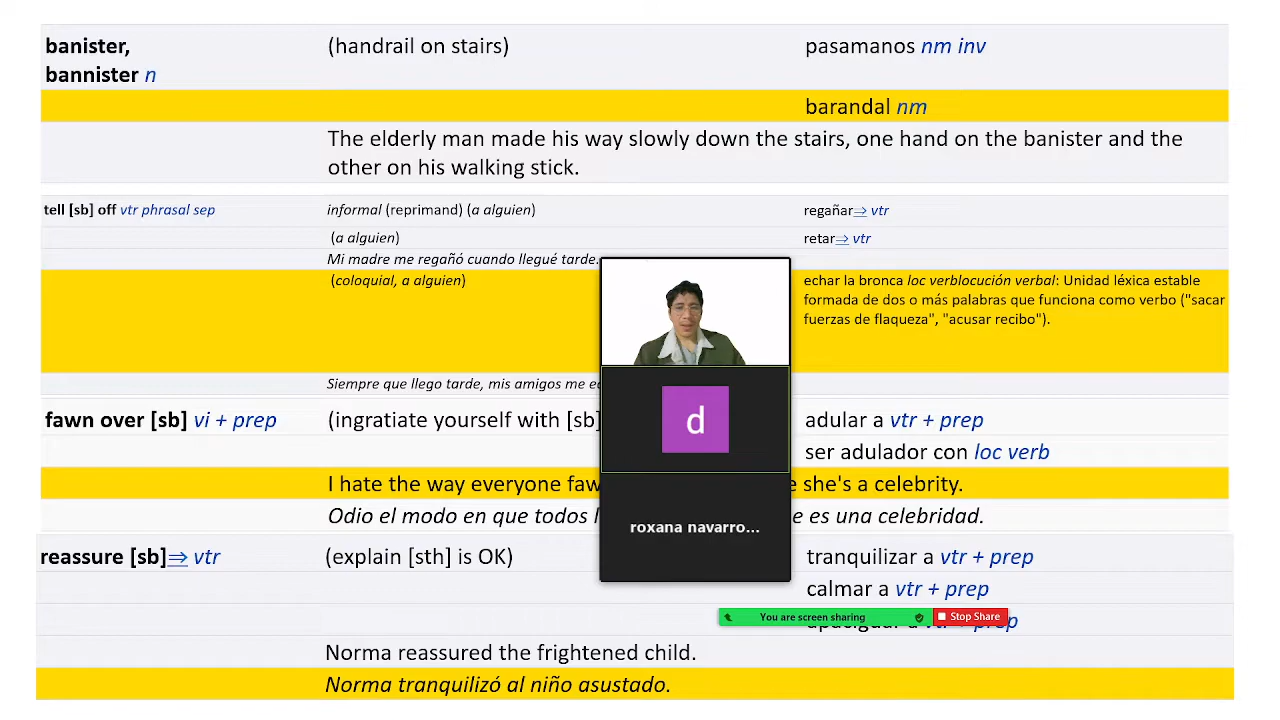 banister, (handrail on stairs) pasamanos nm inv
bannister n
barandal nm
The elderly man made his way slowly down the stairs, one hand on the banister and the
other on his walking stick.
tell [sb] off vtr phrasal sep informal (reprimand) (a alguien) regañar⇒ vtr
(a alguien) retar⇒ vtr
Mi madre me regañó cuando llegué tarde.
(coloquial, a alguien) echar la bronca loc verblocución verbal: Unidad léxica estable
formada de dos o más palabras que funciona como verbo ("sacar
fuerzas de flaqueza", "acusar recibo").
Siempre que llego tarde, mis amigos me
d
fawn over [sb] vi + prep (ingratiate yourself with [sb] adular a vtr + prep
ser adulador con loc verb
I hate the way everyone she's a celebrity.
Odio el modo en que todos es una celebridad.
roxana navarro...
reassure [sb]⇒ vtr (explain [sth] is OK) tranquilizar a vtr + prep
calmar a vtr + prep
You are screen sharing Stop Share
Norma reassured the frightened child.
Norma tranquilizó al niño asustado.